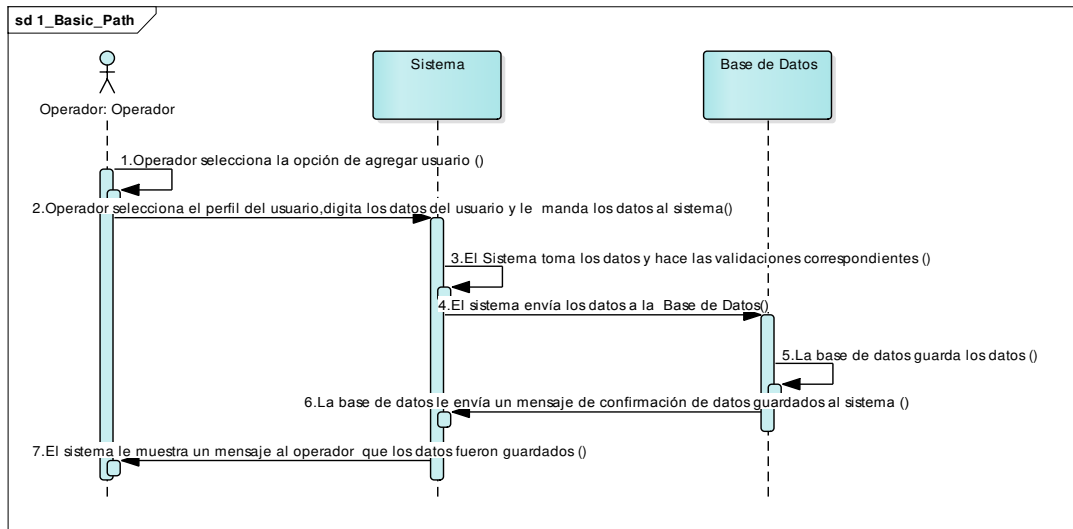 sd 1_Basic_Path
Operador: Operador
Sistema
Base de Datos
1.Operador selecciona la opción de agregar usuario ()
2.Operador selecciona el perfil del usuario,digita los datos del usuario y le manda los datos al sistema()
3.El Sistema toma los datos y hace las validaciones correspondientes ()
4.El sistema envía los datos a la Base de Datos()
5.La base de datos guarda los datos ()
6.La base de datos le envía un mensaje de confirmación de datos guardados al sistema ()
7.El sistema le muestra un mensaje al operador que los datos fueron guardados ()